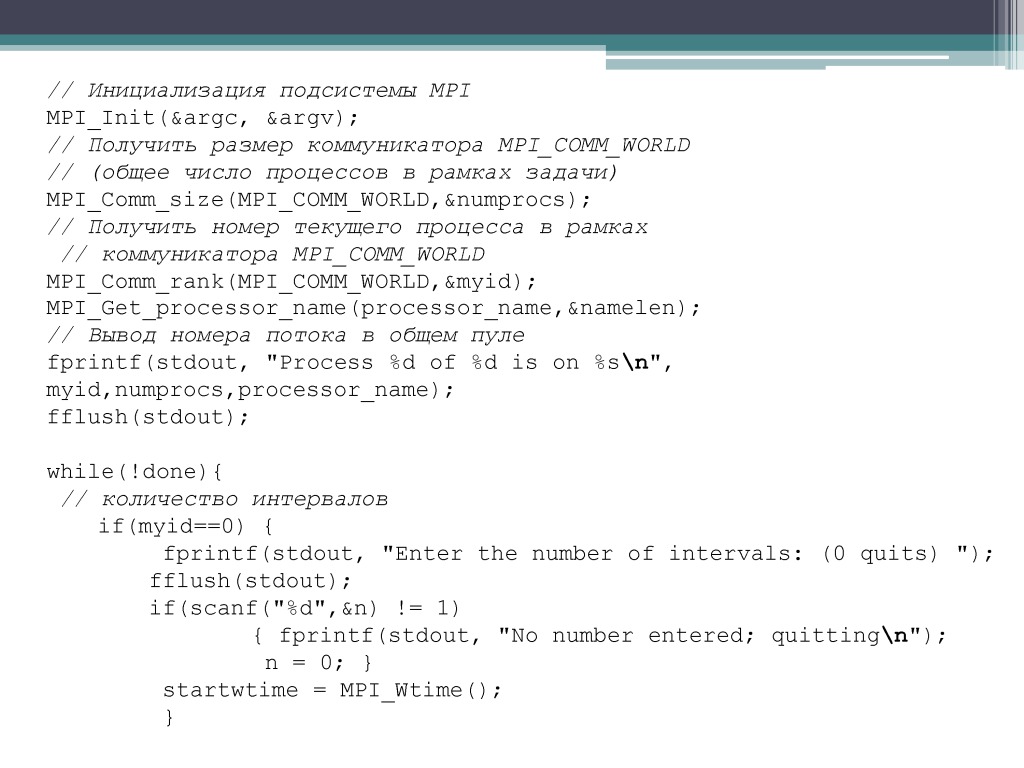 // Инициализация подсистемы MPI
MPI_Init(&argc, &argv);
// Получить размер коммуникатора MPI_COMM_WORLD
// (общее число процессов в рамках задачи)
MPI_Comm_size(MPI_COMM_WORLD,&numprocs);
// Получить номер текущего процесса в рамках
// коммуникатора MPI_COMM_WORLD
MPI_Comm_rank(MPI_COMM_WORLD,&myid);
MPI_Get_processor_name(processor_name,&namelen);
// Вывод номера потока в общем пуле
fprintf(stdout, "Process %d of %d is on %s\n",
myid,numprocs,processor_name);
fflush(stdout);
while(!done){
// количество интервалов
if(myid==0) {
fprintf(stdout, "Enter the number of intervals: (0 quits) ");
fflush(stdout);
if(scanf("%d",&n) != 1)
{ fprintf(stdout, "No number entered; quitting\n");
n = 0; }
startwtime = MPI_Wtime();
}